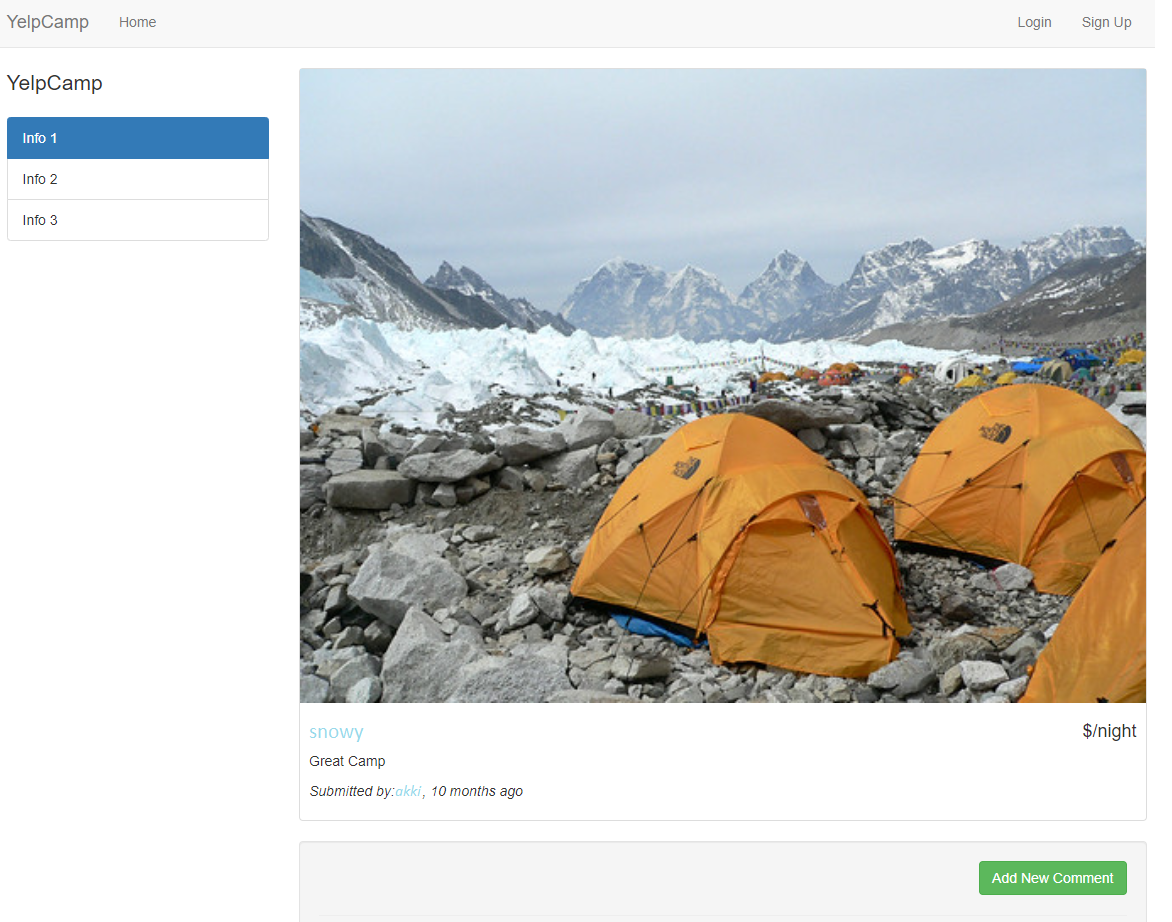 YelpCamp Home Login Sign Up
YelpCamp
Info 1
Info 2
Info 3
snowy $/night
Great Camp
Submitted by:akki, 10 months ago
Add New Comment